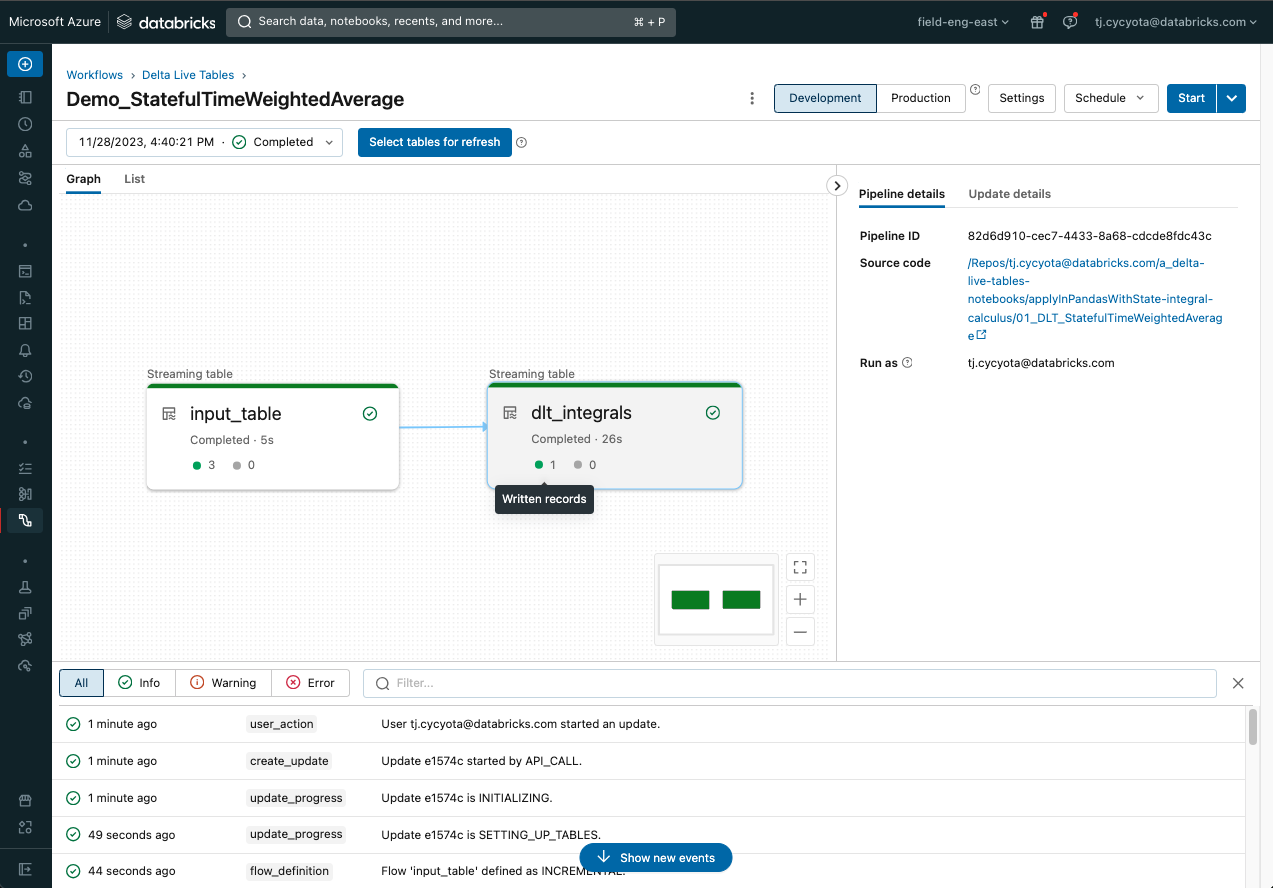 Microsoft Azure
databricks
Search data, notebooks, recents, and more...
⌘ + P
field-eng-east
tj.cycyota@databricks.com
Workflows › Delta Live Tables ›
Demo_StatefulTimeWeightedAverage
Development
Production
Settings
Schedule
Start
11/28/2023, 4:40:21 PM · Completed
Select tables for refresh
Graph
List
Streaming table
input_table
Completed · 5s
3
0
Streaming table
dlt_integrals
Completed · 26s
1
0
Written records
Pipeline details
Update details
Pipeline ID
82d6d910-cec7-4433-8a68-cdcde8fdc43c
Source code
/Repos/tj.cycyota@databricks.com/a_delta-
live-tables-
notebooks/applyInPandasWithState-integral-
calculus/01_DLT_StatefulTimeWeightedAverag
e
Run as
tj.cycyota@databricks.com
All
Info
Warning
Error
Filter...
1 minute ago user_action User tj.cycyota@databricks.com started an update.
1 minute ago create_update Update e1574c started by API_CALL.
1 minute ago update_progress Update e1574c is INITIALIZING.
49 seconds ago update_progress Update e1574c is SETTING_UP_TABLES.
44 seconds ago flow_definition Flow 'input_table' defined as INCREMENTAL.
Show new events